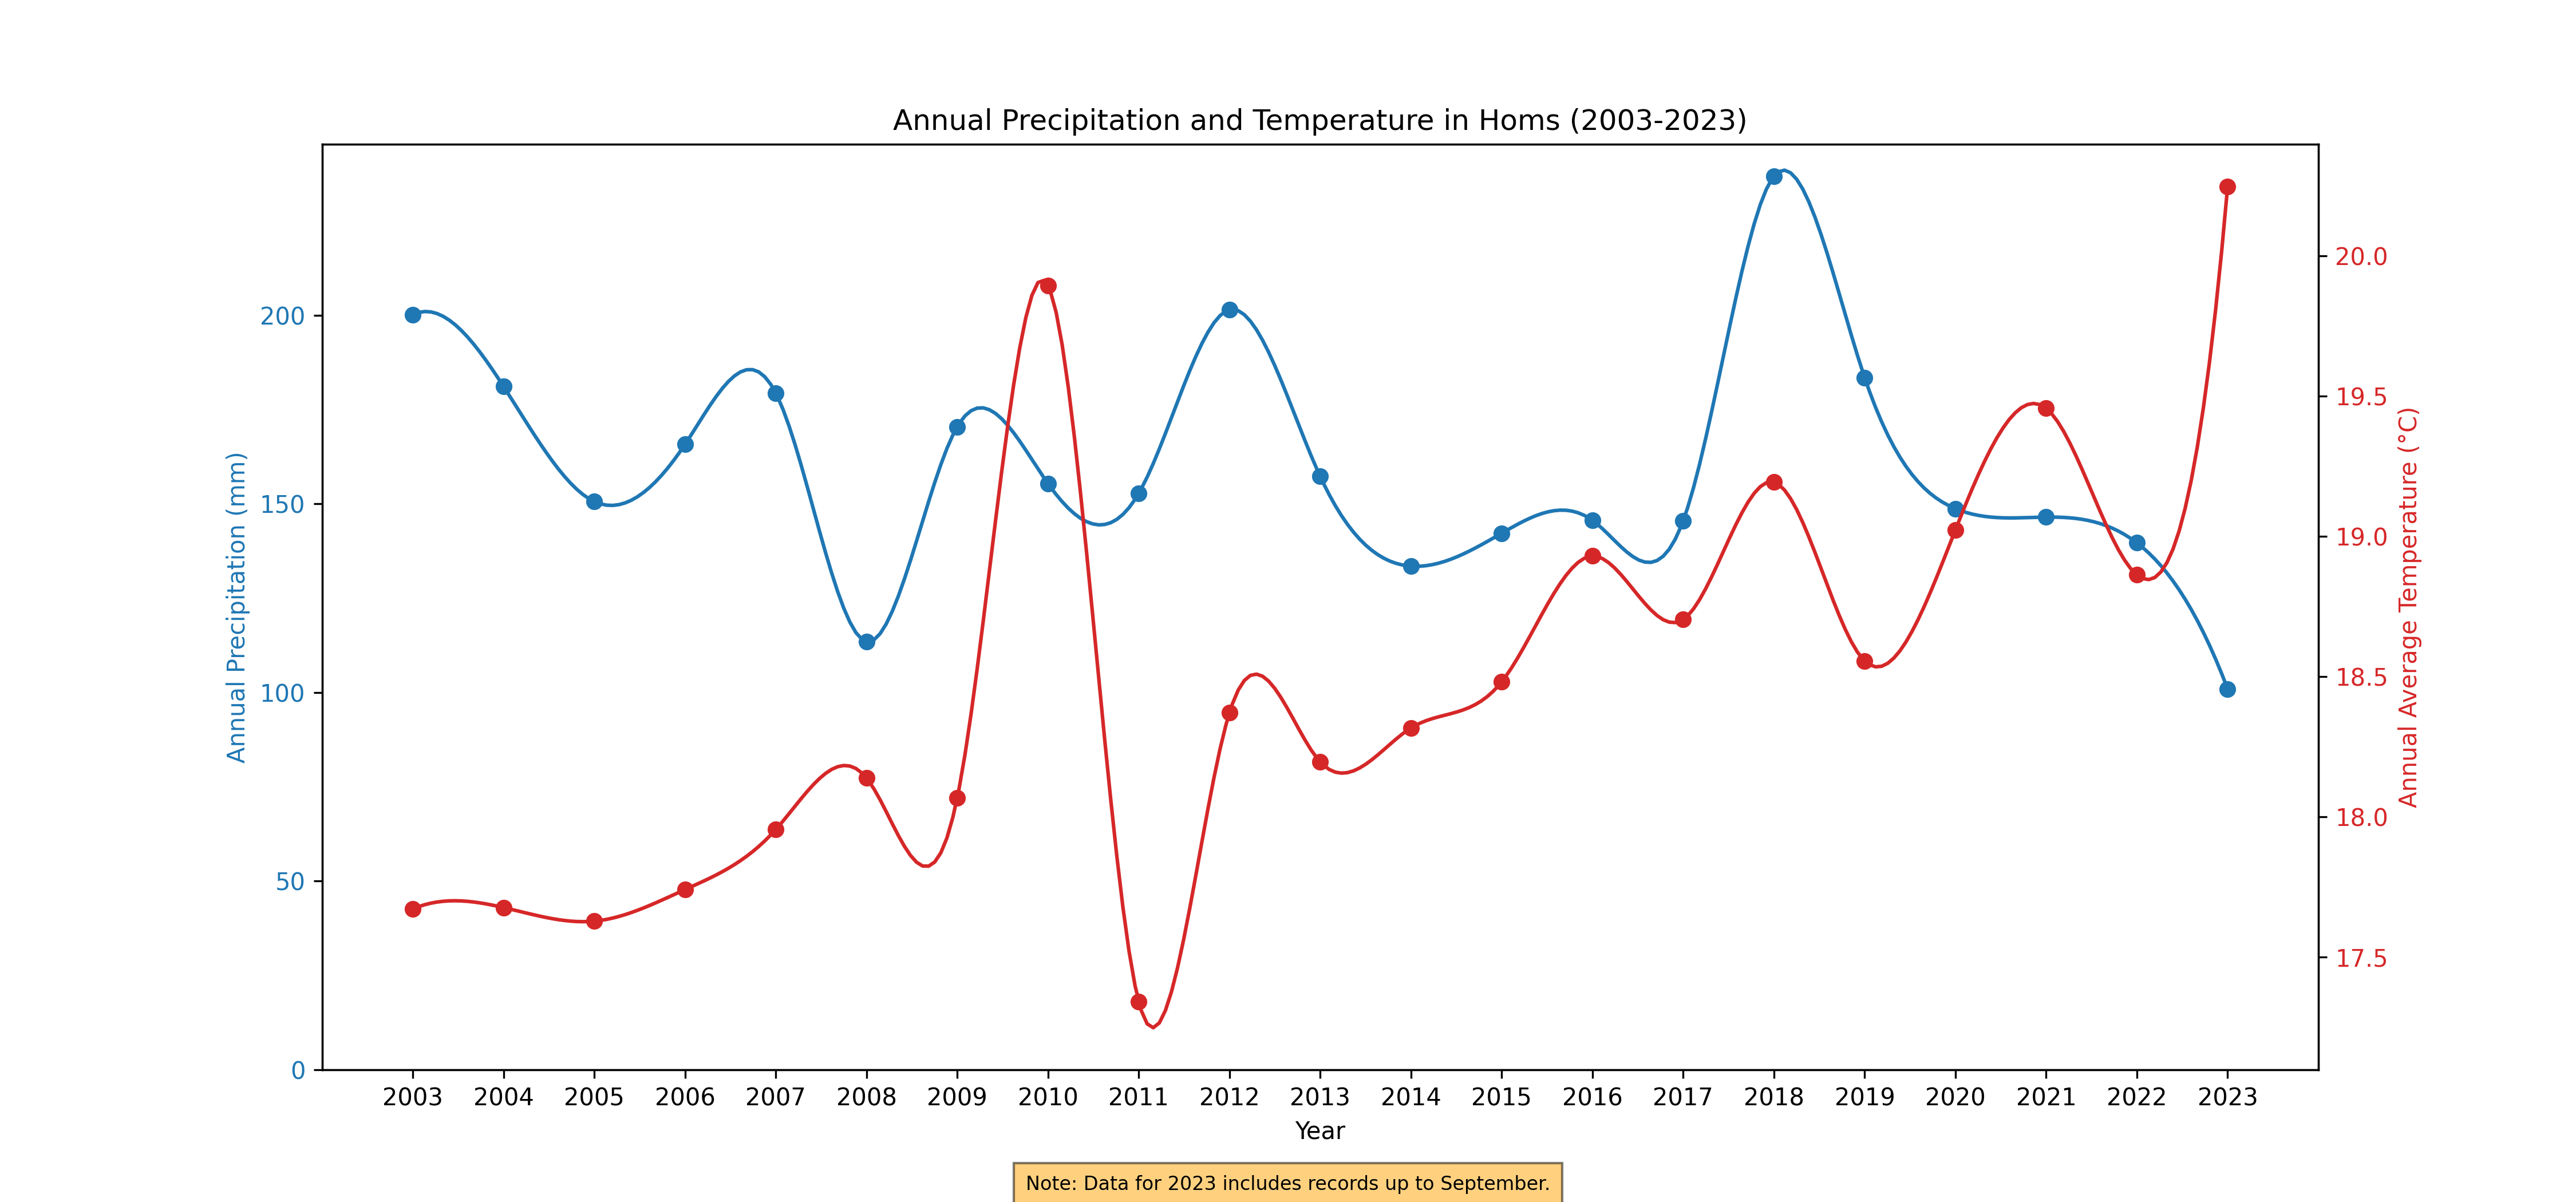 Annual Precipitation and Temperature in Homs (2003-2023)
Annual Precipitation (mm)
200
150
100
50
0
20.0
19.5
19.0
18.5
18.0
17.5
Annual Average Temperature (°C)
2003 2004 2005 2006 2007 2008 2009 2010 2011 2012 2013 2014 2015 2016 2017 2018 2019 2020 2021 2022 2023
Year
Note: Data for 2023 includes records up to September.